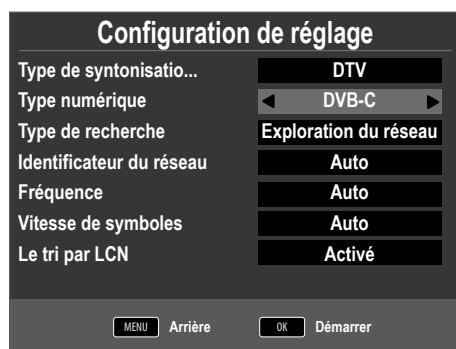 Configuration de réglage
Type de syntonisatio... DTV
Type numérique DVB-C
Type de recherche Exploration du réseau
Identificateur du réseau Auto
Fréquence Auto
Vitesse de symboles Auto
Le tri par LCN Activé
MENU Arrière OK Démarrer